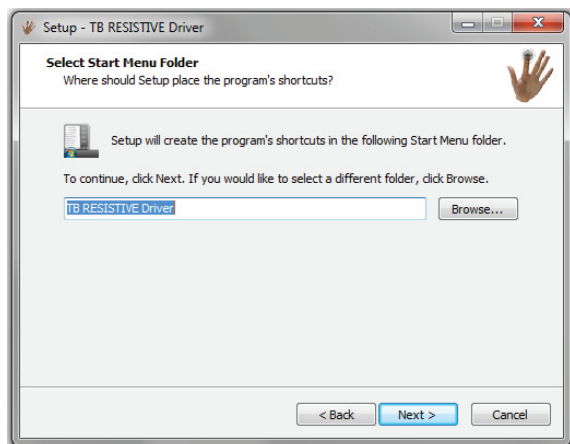 Setup - TB RESISTIVE Driver
Select Start Menu Folder
Where should Setup place the program's shortcuts?
Setup will create the program's shortcuts in the following Start Menu folder.
To continue, click Next. If you would like to select a different folder, click Browse.
TB RESISTIVE Driver
Browse...
< Back
Next >
Cancel